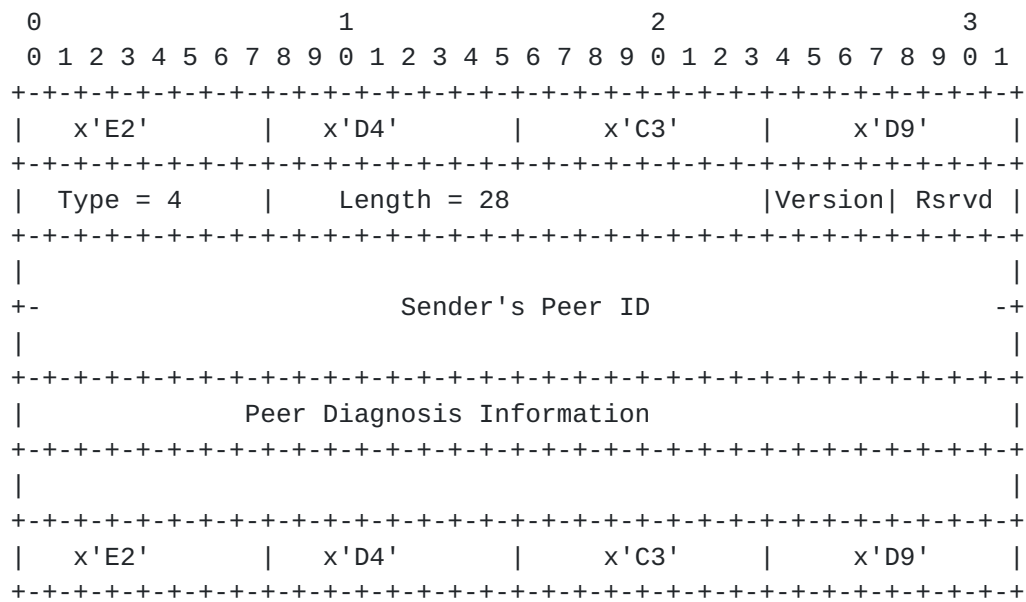 0                   1                   2                   3
 0 1 2 3 4 5 6 7 8 9 0 1 2 3 4 5 6 7 8 9 0 1 2 3 4 5 6 7 8 9 0 1
+-+-+-+-+-+-+-+-+-+-+-+-+-+-+-+-+-+-+-+-+-+-+-+-+-+-+-+-+-+-+-+-+
|   x'E2'       |   x'D4'       |     x'C3'     |     x'D9'     |
+-+-+-+-+-+-+-+-+-+-+-+-+-+-+-+-+-+-+-+-+-+-+-+-+-+-+-+-+-+-+-+-+
|  Type = 4     |    Length = 28                |Version| Rsrvd |
+-+-+-+-+-+-+-+-+-+-+-+-+-+-+-+-+-+-+-+-+-+-+-+-+-+-+-+-+-+-+-+-+
|                                                               |
+-                       Sender's Peer ID                      -+
|                                                               |
+-+-+-+-+-+-+-+-+-+-+-+-+-+-+-+-+-+-+-+-+-+-+-+-+-+-+-+-+-+-+-+-+
|              Peer Diagnosis Information                       |
+-+-+-+-+-+-+-+-+-+-+-+-+-+-+-+-+-+-+-+-+-+-+-+-+-+-+-+-+-+-+-+-+
|                                                               |
+-+-+-+-+-+-+-+-+-+-+-+-+-+-+-+-+-+-+-+-+-+-+-+-+-+-+-+-+-+-+-+-+
|   x'E2'       |   x'D4'       |     x'C3'     |     x'D9'     |
+-+-+-+-+-+-+-+-+-+-+-+-+-+-+-+-+-+-+-+-+-+-+-+-+-+-+-+-+-+-+-+-+